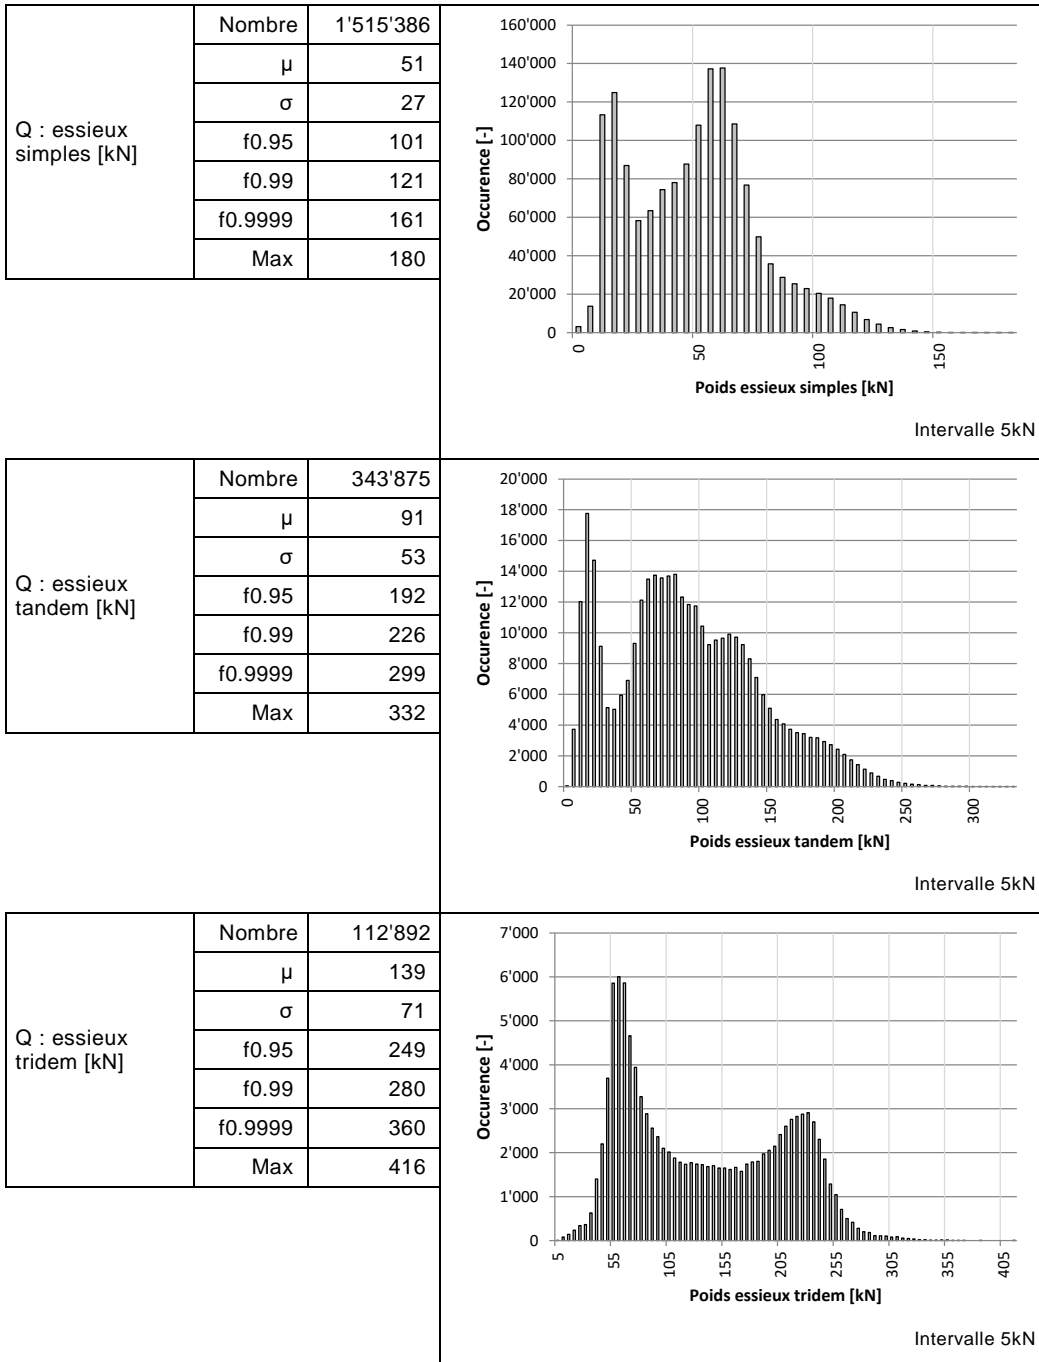 Q : essieux
simples [kN]
Nombre 1'515'386
µ 51
σ 27
f0.95 101
f0.99 121
f0.9999 161
Max 180
160'000
140'000
120'000
100'000
80'000
60'000
40'000
20'000
0
Occurence [-]
0 50 100 150
Poids essieux simples [kN]
Intervalle 5kN
Q : essieux
tandem [kN]
Nombre 343'875
µ 91
σ 53
f0.95 192
f0.99 226
f0.9999 299
Max 332
20'000
18'000
16'000
14'000
12'000
10'000
8'000
6'000
4'000
2'000
0
Occurence [-]
0 50 100 150 200 250 300
Poids essieux tandem [kN]
Intervalle 5kN
Q : essieux
tridem [kN]
Nombre 112'892
µ 139
σ 71
f0.95 249
f0.99 280
f0.9999 360
Max 416
7'000
6'000
5'000
4'000
3'000
2'000
1'000
0
Occurence [-]
5 55 105 155 205 255 305 355 405
Poids essieux tridem [kN]
Intervalle 5kN